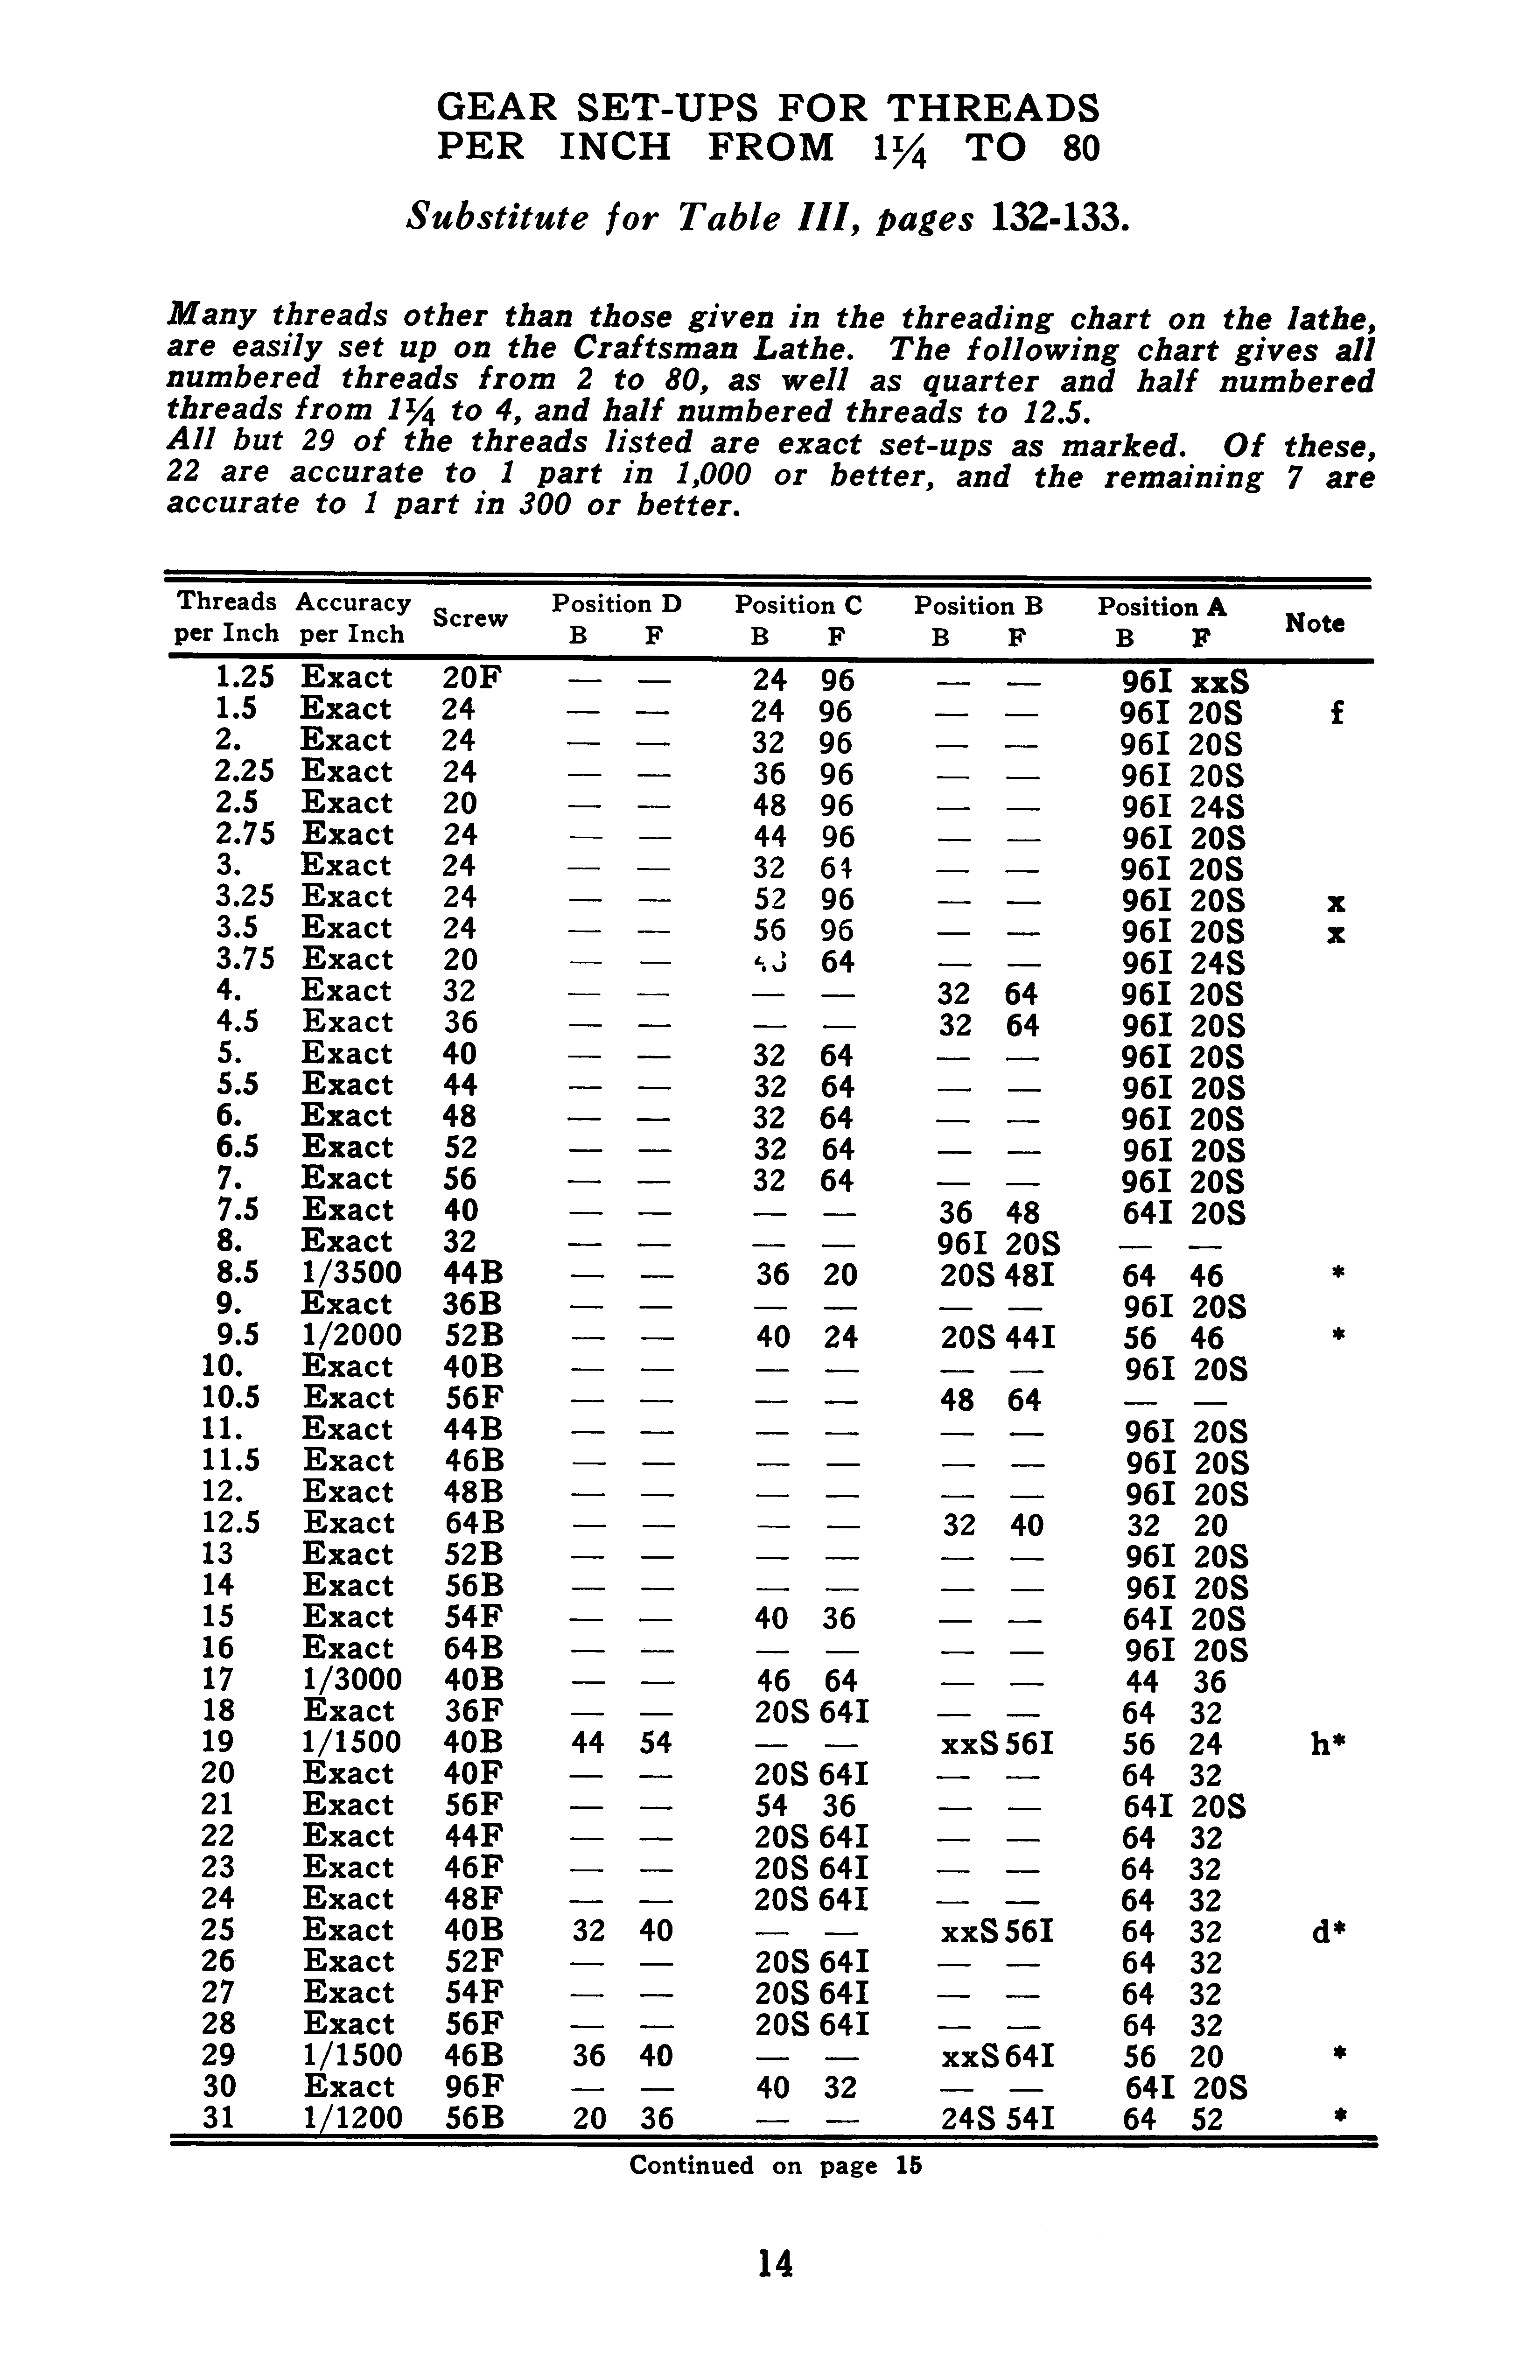 GEAR SET-UPS FOR THREADS
PER INCH FROM 1¼ TO 80
Substitute for Table III, pages 132-133.
Many threads other than those given in the threading chart on the lathe,
are easily set up on the Craftsman Lathe. The following chart gives all
numbered threads from 2 to 80, as well as quarter and half numbered
threads from 1¼ to 4, and half numbered threads to 12.5.
All but 29 of the threads listed are exact set-ups as marked. Of these,
22 are accurate to 1 part in 1,000 or better, and the remaining 7 are
accurate to 1 part in 300 or better.
Threads Accuracy Screw Position D Position C Position B Position A Note
per Inch per Inch B F B F B F B F
1.25 Exact 20F — — 24 96 — — 96I xxS
1.5 Exact 24 — — 24 96 — — 96I 20S f
2. Exact 24 — — 32 96 — — 96I 20S
2.25 Exact 24 — — 36 96 — — 96I 20S
2.5 Exact 20 — — 48 96 — — 96I 24S
2.75 Exact 24 — — 44 96 — — 96I 20S
3. Exact 24 — — 32 64 — — 96I 20S
3.25 Exact 24 — — 52 96 — — 96I 20S x
3.5 Exact 24 — — 56 96 — — 96I 20S x
3.75 Exact 20 — — 64 — — 96I 24S
4. Exact 32 — — — — 32 64 96I 20S
4.5 Exact 36 — — — — 32 64 96I 20S
5. Exact 40 — — 32 64 — — 96I 20S
5.5 Exact 44 — — 32 64 — — 96I 20S
6. Exact 48 — — 32 64 — — 96I 20S
6.5 Exact 52 — — 32 64 — — 96I 20S
7. Exact 56 — — 32 64 — — 96I 20S
7.5 Exact 40 — — — — 36 48 64I 20S
8. Exact 32 — — — — 96I 20S — —
8.5 1/3500 44B — — 36 20 20S 48I 64 46 *
9. Exact 36B — — — — — — 96I 20S
9.5 1/2000 52B — — 40 24 20S 44I 56 46 *
10. Exact 40B — — — — — — 96I 20S
10.5 Exact 56F — — — — 48 64 — —
11. Exact 44B — — — — — — 96I 20S
11.5 Exact 46B — — — — — — 96I 20S
12. Exact 48B — — — — — — 96I 20S
12.5 Exact 64B — — — — 32 40 32 20
13 Exact 52B — — — — — — 96I 20S
14 Exact 56B — — — — — — 96I 20S
15 Exact 54F — — 40 36 — — 64I 20S
16 Exact 64B — — — — — — 96I 20S
17 1/3000 40B — — 46 64 — — 44 36
18 Exact 36F — — 20S 64I — — 64 32
19 1/1500 40B 44 54 — — xxS 56I 56 24 h*
20 Exact 40F — — 20S 64I — — 64 32
21 Exact 56F — — 54 36 — — 64I 20S
22 Exact 44F — — 20S 64I — — 64 32
23 Exact 46F — — 20S 64I — — 64 32
24 Exact 48F — — 20S 64I — — 64 32
25 Exact 40B 32 40 — — xxS 56I 64 32 d*
26 Exact 52F — — 20S 64I — — 64 32
27 Exact 54F — — 20S 64I — — 64 32
28 Exact 56F — — 20S 64I — — 64 32
29 1/1500 46B 36 40 — — xxS 64I 56 20 *
30 Exact 96F — — 40 32 — — 64I 20S
31 1/1200 56B 20 36 — — 24S 54I 64 52 *
Continued on page 15
14